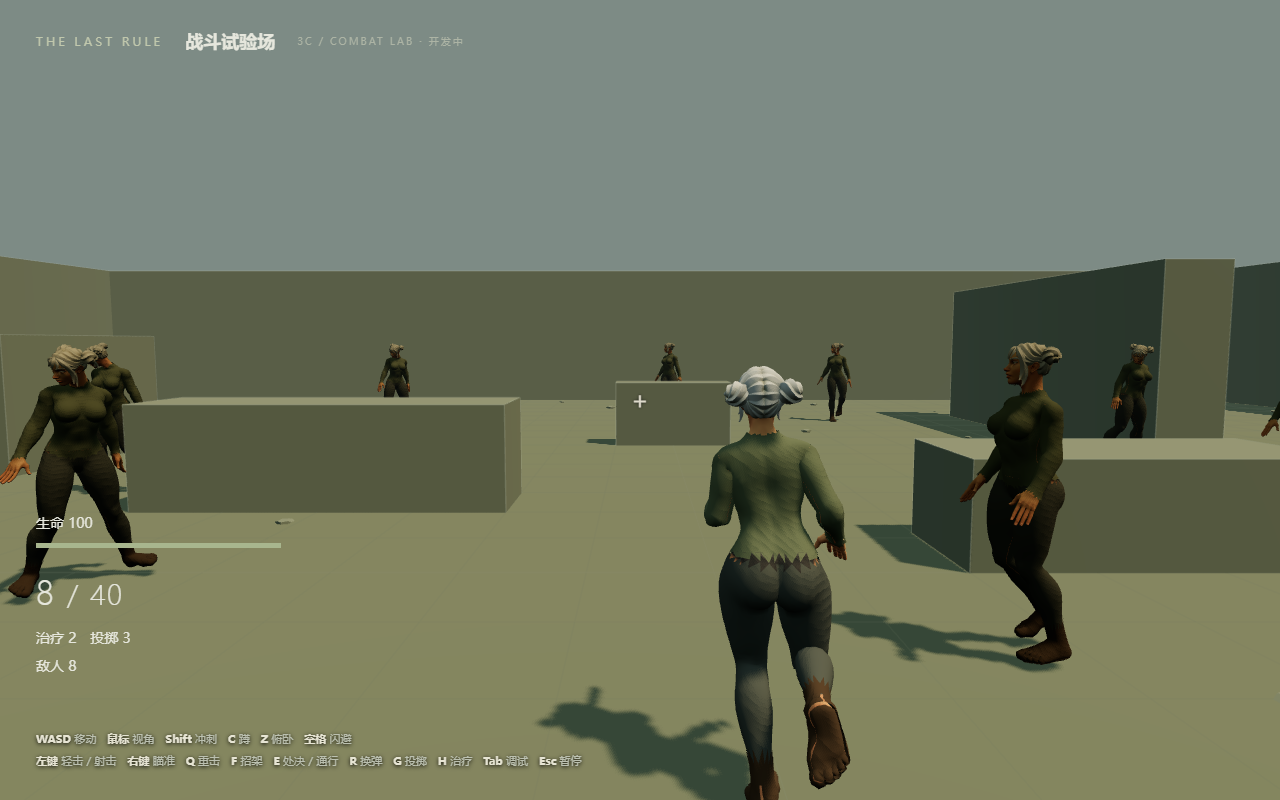 THE LAST RULE 战斗试验场 3C / COMBAT LAB · 开发中
生命 100
8 / 40
治疗 2 投掷 3
敌人 8
WASD 移动 鼠标 视角 Shift 冲刺 C 蹲 Z 俯卧 空格 闪避
左键 轻击 / 射击 右键 瞄准 Q 重击 F 招架 E 处决 / 通行 R 换弹 G 投掷 H 治疗 Tab 调试 Esc 暂停